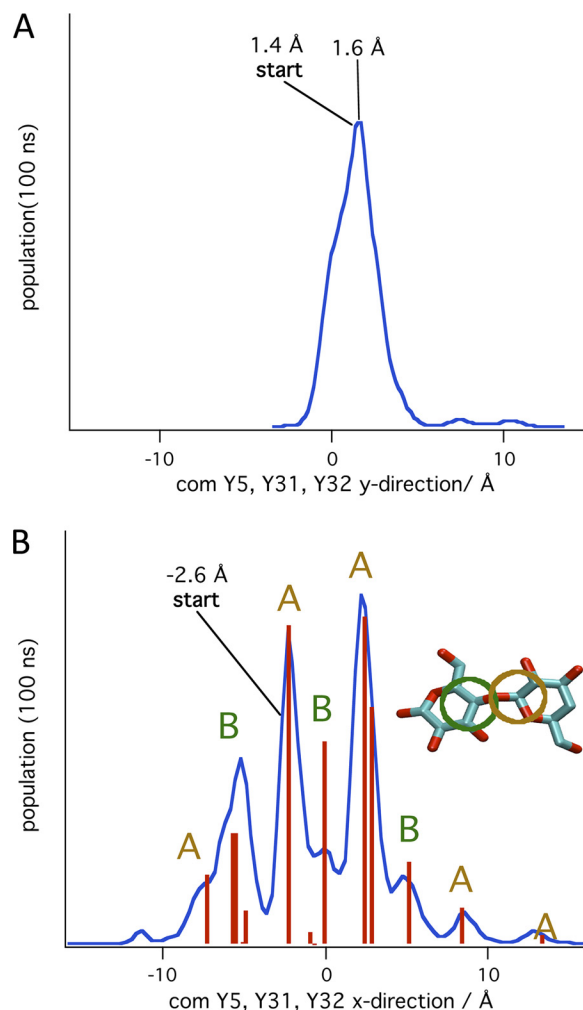 A
1.4 Å
start
1.6 Å
population(100 ns)
-10
0
10
com Y5, Y31, Y32 y-direction/ Å
B
-2.6 Å
start
A
A
B
B
A
B
A
A
population (100 ns)
-10
0
10
com Y5, Y31, Y32 x-direction / Å